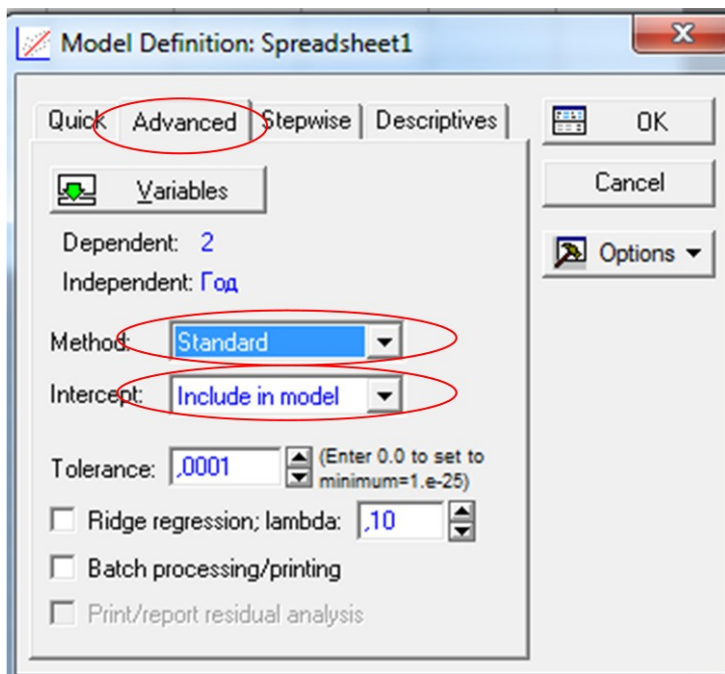 Model Definition: Spreadsheet1
Quick Advanced Stepwise Descriptives
OK
Variables
Cancel
Dependent: 2
Options
Independent: Год
Method: Standard
Intercept: Include in model
Tolerance: ,0001 (Enter 0.0 to set to
minimum=1.e-25)
Ridge regression; lambda: ,10
Batch processing/printing
Print/report residual analysis